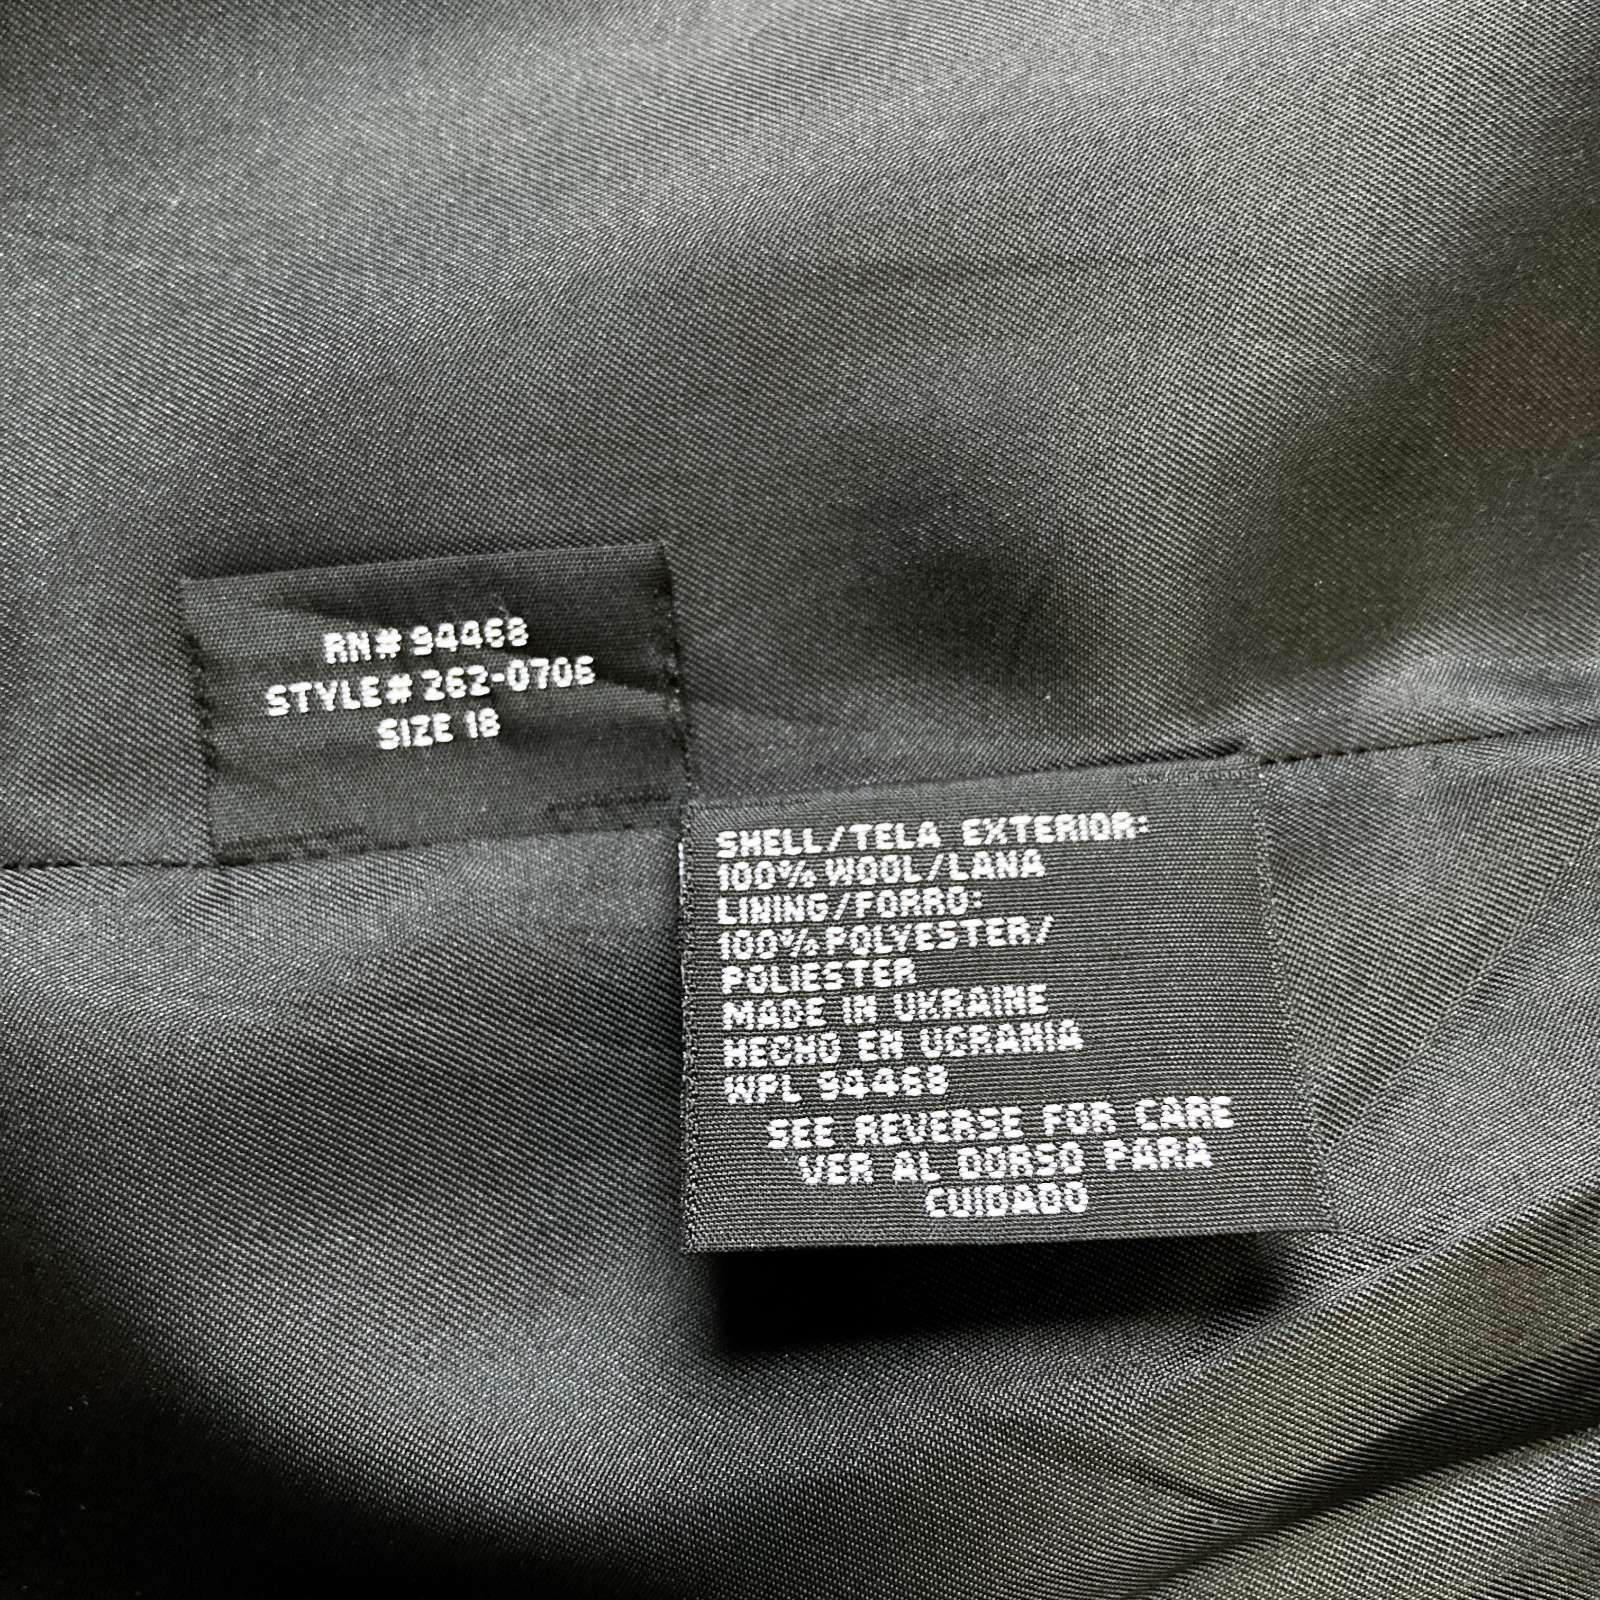 RN# 94468
STYLE# 262-0706
SIZE 18
SHELL/TELA EXTERIOR:
100% WOOL/LANA
LINING/FORRO:
100% POLYESTER/
POLIESTER
MADE IN UKRAINE
HECHO EN UCRANIA
WPL 94468
SEE REVERSE FOR CARE
VER AL DORSO PARA
CUIDADO